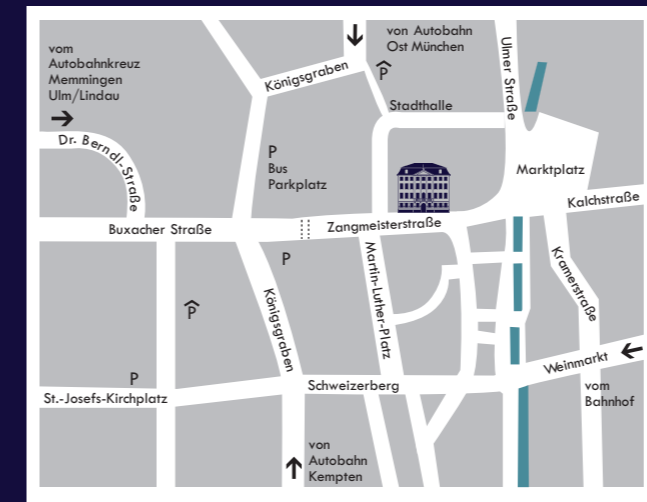 vom
Autobahnkreuz
Memmingen
Ulm/Lindau
von Autobahn
Ost München
Königsgraben
P
Ulmer Straße
Stadthalle
Dr. Berndl-Straße
P
Bus
Parkplatz
Marktplatz
Kalchstraße
Buxacher Straße
Zangmeisterstraße
P
Martin-Luther-Platz
Kramerstraße
P
Königsgraben
P
St.-Josefs-Kirchplatz
Schweizerberg
Weinmarkt
vom
Bahnhof
von
Autobahn
Kempten